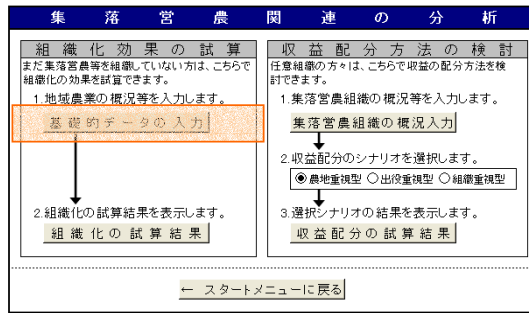 集落営農関連の分析
組織化効果の試算
まだ集落営農等を組織していない方は、こちらで
組織化の効果を試算できます。
1.地域農業の概況等を入力します。
基礎的データの入力
2.組織化の試算結果を表示します。
組織化の試算結果
収益配分方法の検討
任意組織の方々は、こちらで収益の配分方法を検
討できます。
1.集落営農組織の概況等を入力します。
集落営農組織の概況入力
2.収益配分のシナリオを選択します。
農地重視型 出役重視型 組織重視型
3.選択シナリオの結果を表示します。
収益配分の試算結果
← スタートメニューに戻る